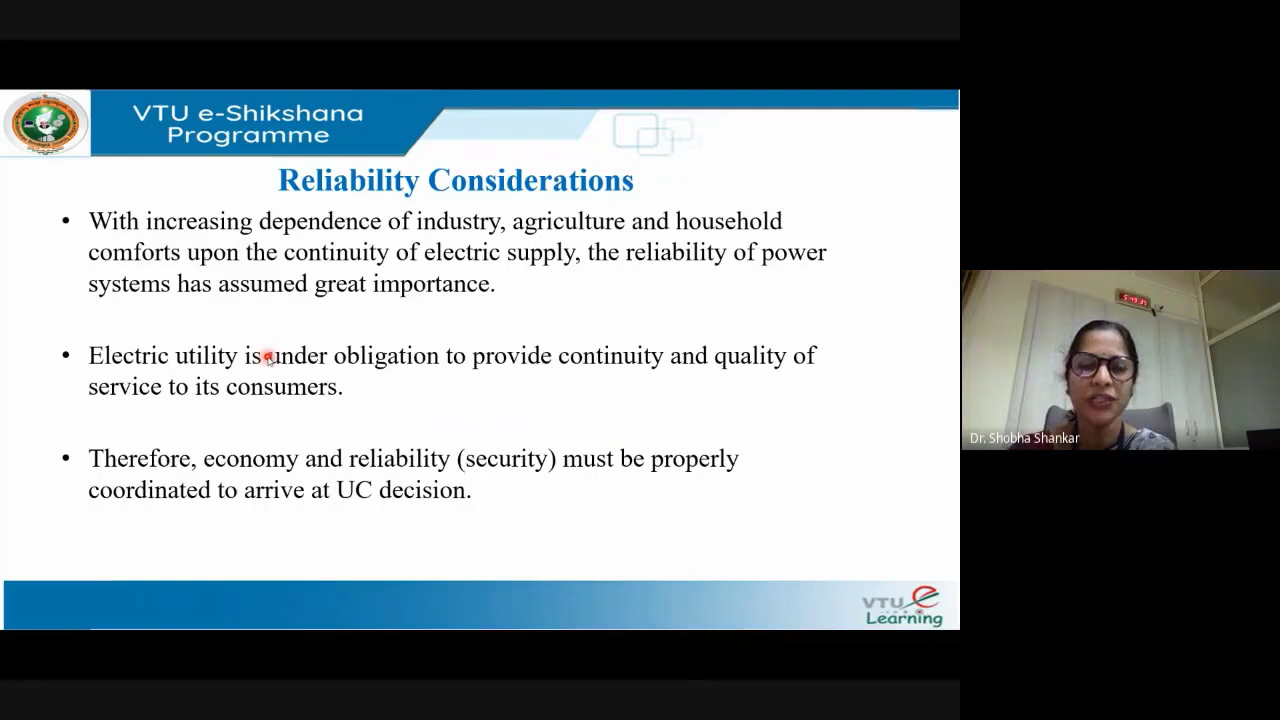 VTU e-Shikshana
Programme
Reliability Considerations
• With increasing dependence of industry, agriculture and household
comforts upon the continuity of electric supply, the reliability of power
systems has assumed great importance.
• Electric utility is under obligation to provide continuity and quality of
service to its consumers.
• Therefore, economy and reliability (security) must be properly
coordinated to arrive at UC decision.
VTU e
Learning
Dr. Shobha Shankar